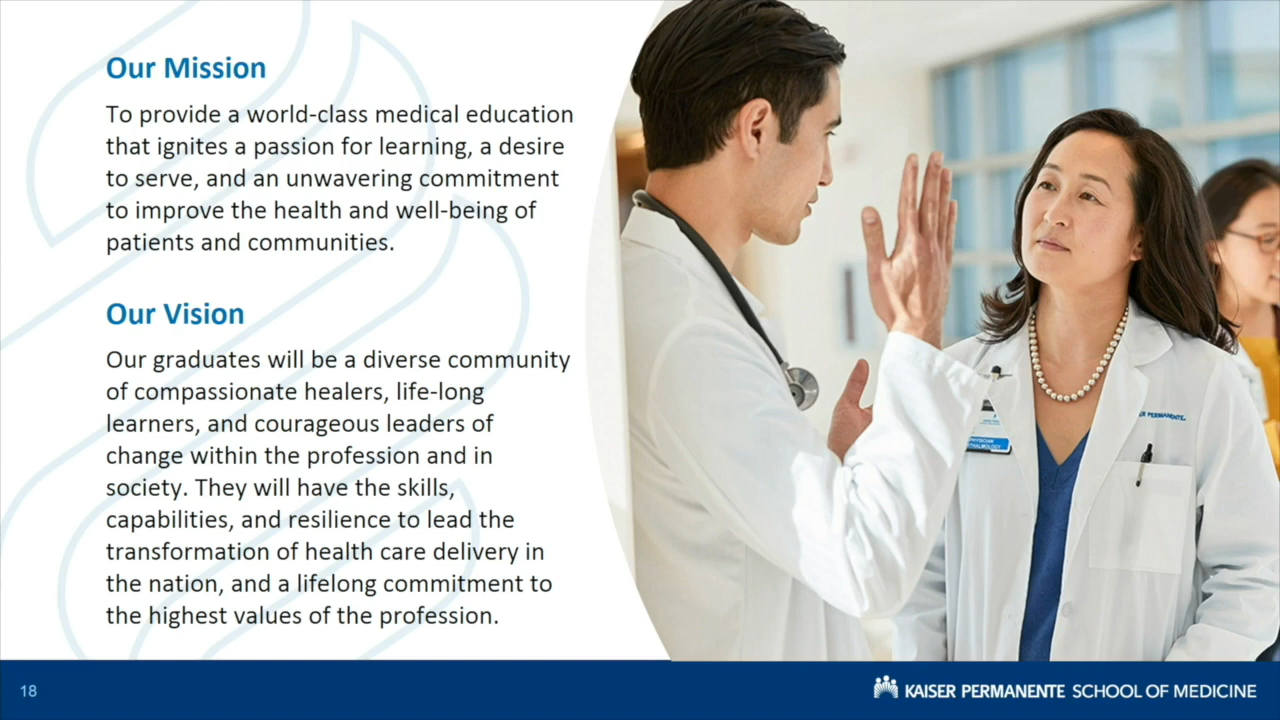 Our Mission
To provide a world-class medical education
that ignites a passion for learning, a desire
to serve, and an unwavering commitment
to improve the health and well-being of
patients and communities.
Our Vision
Our graduates will be a diverse community
of compassionate healers, life-long
learners, and courageous leaders of
change within the profession and in
society. They will have the skills,
capabilities, and resilience to lead the
transformation of health care delivery in
the nation, and a lifelong commitment to
the highest values of the profession.
PERMANENTE
PHYSICIAN
18
KAISER PERMANENTE SCHOOL OF MEDICINE